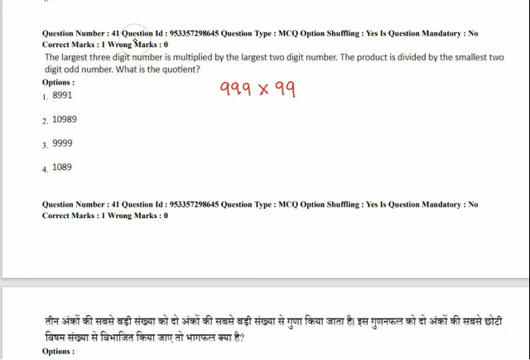 Question Number : 41 Question Id : 953357298645 Question Type : MCQ Option Shuffling : Yes Is Question Mandatory : No
Correct Marks : 1 Wrong Marks : 0
The largest three digit number is multiplied by the largest two digit number. The product is divided by the smallest two
digit odd number. What is the quotient?
Options :
999 × 99
1. 8991
2. 10989
3. 9999
4. 1089
Question Number : 41 Question Id : 953357298645 Question Type : MCQ Option Shuffling : Yes Is Question Mandatory : No
Correct Marks : 1 Wrong Marks : 0
तीन अंकों की सबसे बड़ी संख्या को दो अंकों की सबसे बड़ी संख्या से गुणा किया जाता है। इस गुणनफल को दो अंकों की सबसे छोटी
विषम संख्या से विभाजित किया जाए तो भागफल क्या है?
Options :